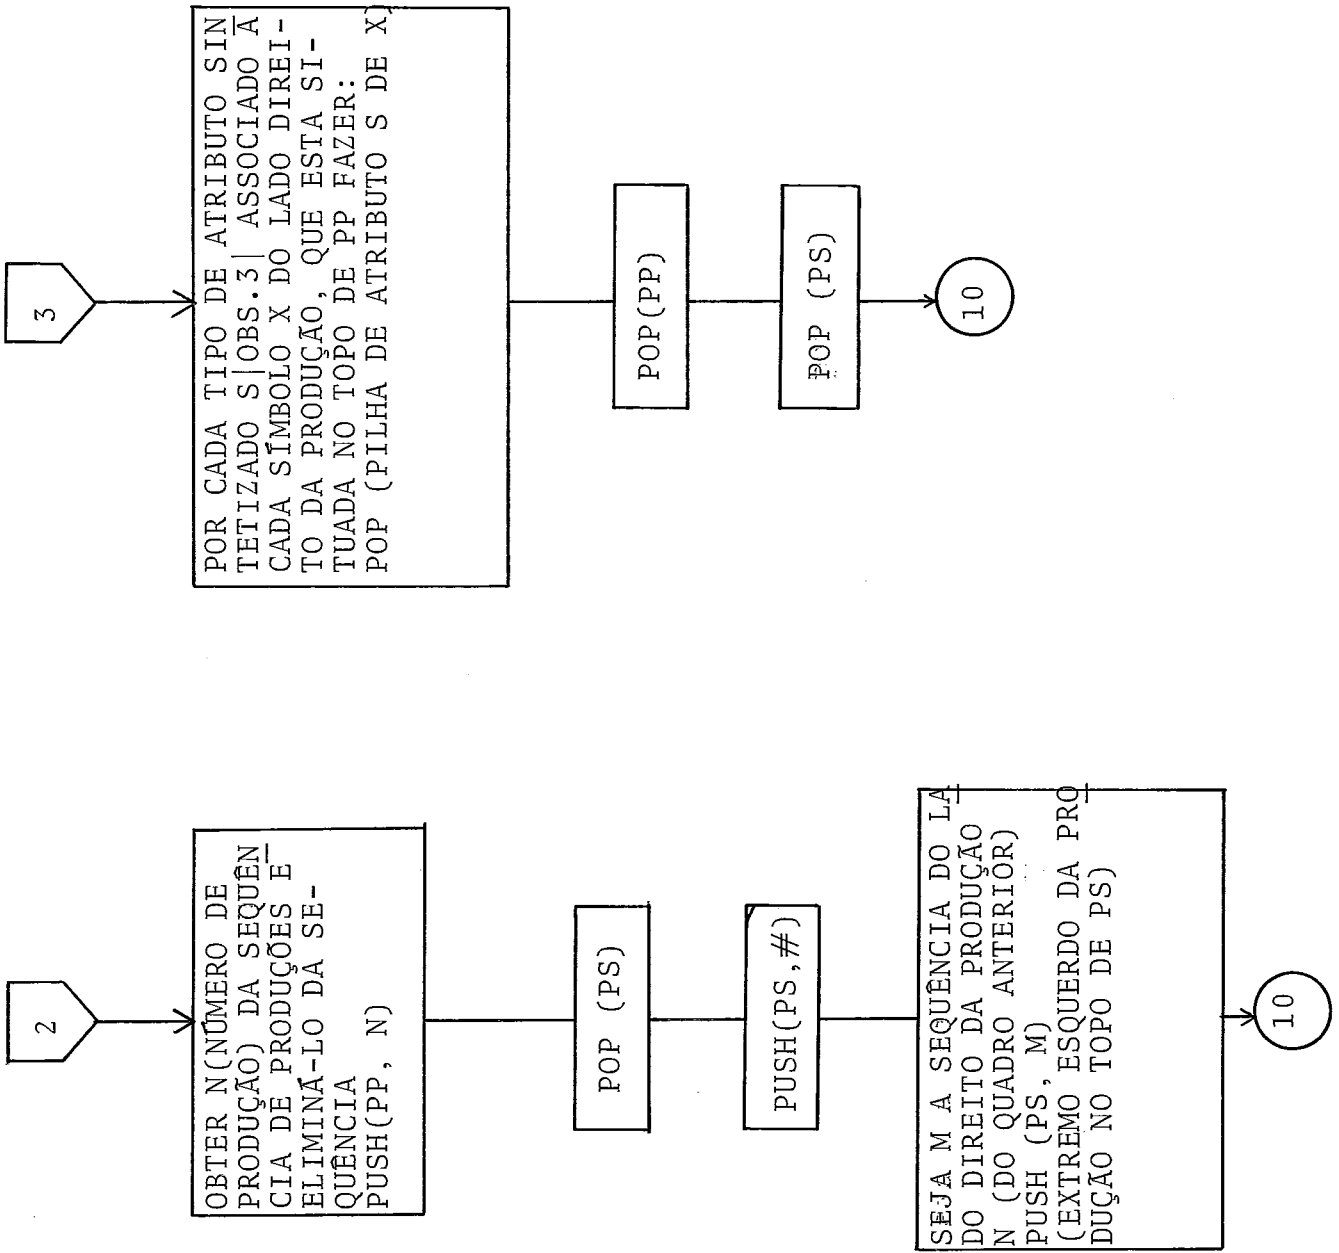 2
OBTER N(NÚMERO DE
PRODUÇÃO) DA SEQUÊN
CIA DE PRODUÇÕES E
ELIMINÁ-LO DA SE-
QUÊNCIA
PUSH(PP, N)
POP (PS)
PUSH(PS,#)
SEJA M A SEQUÊNCIA DO LA
DO DIREITO DA PRODUÇÃO
N (DO QUADRO ANTERIOR)
PUSH (PS, M)
(EXTREMO ESQUERDO DA PRO
DUÇÃO NO TOPO DE PS)
10
3
POR CADA TIPO DE ATRIBUTO SIN
TETIZADO S|OBS.3| ASSOCIADO A
CADA SÍMBOLO X DO LADO DIREI-
TO DA PRODUÇÃO, QUE ESTA SI-
TUADA NO TOPO DE PP FAZER:
POP (PILHA DE ATRIBUTO S DE X)
POP(PP)
POP (PS)
10